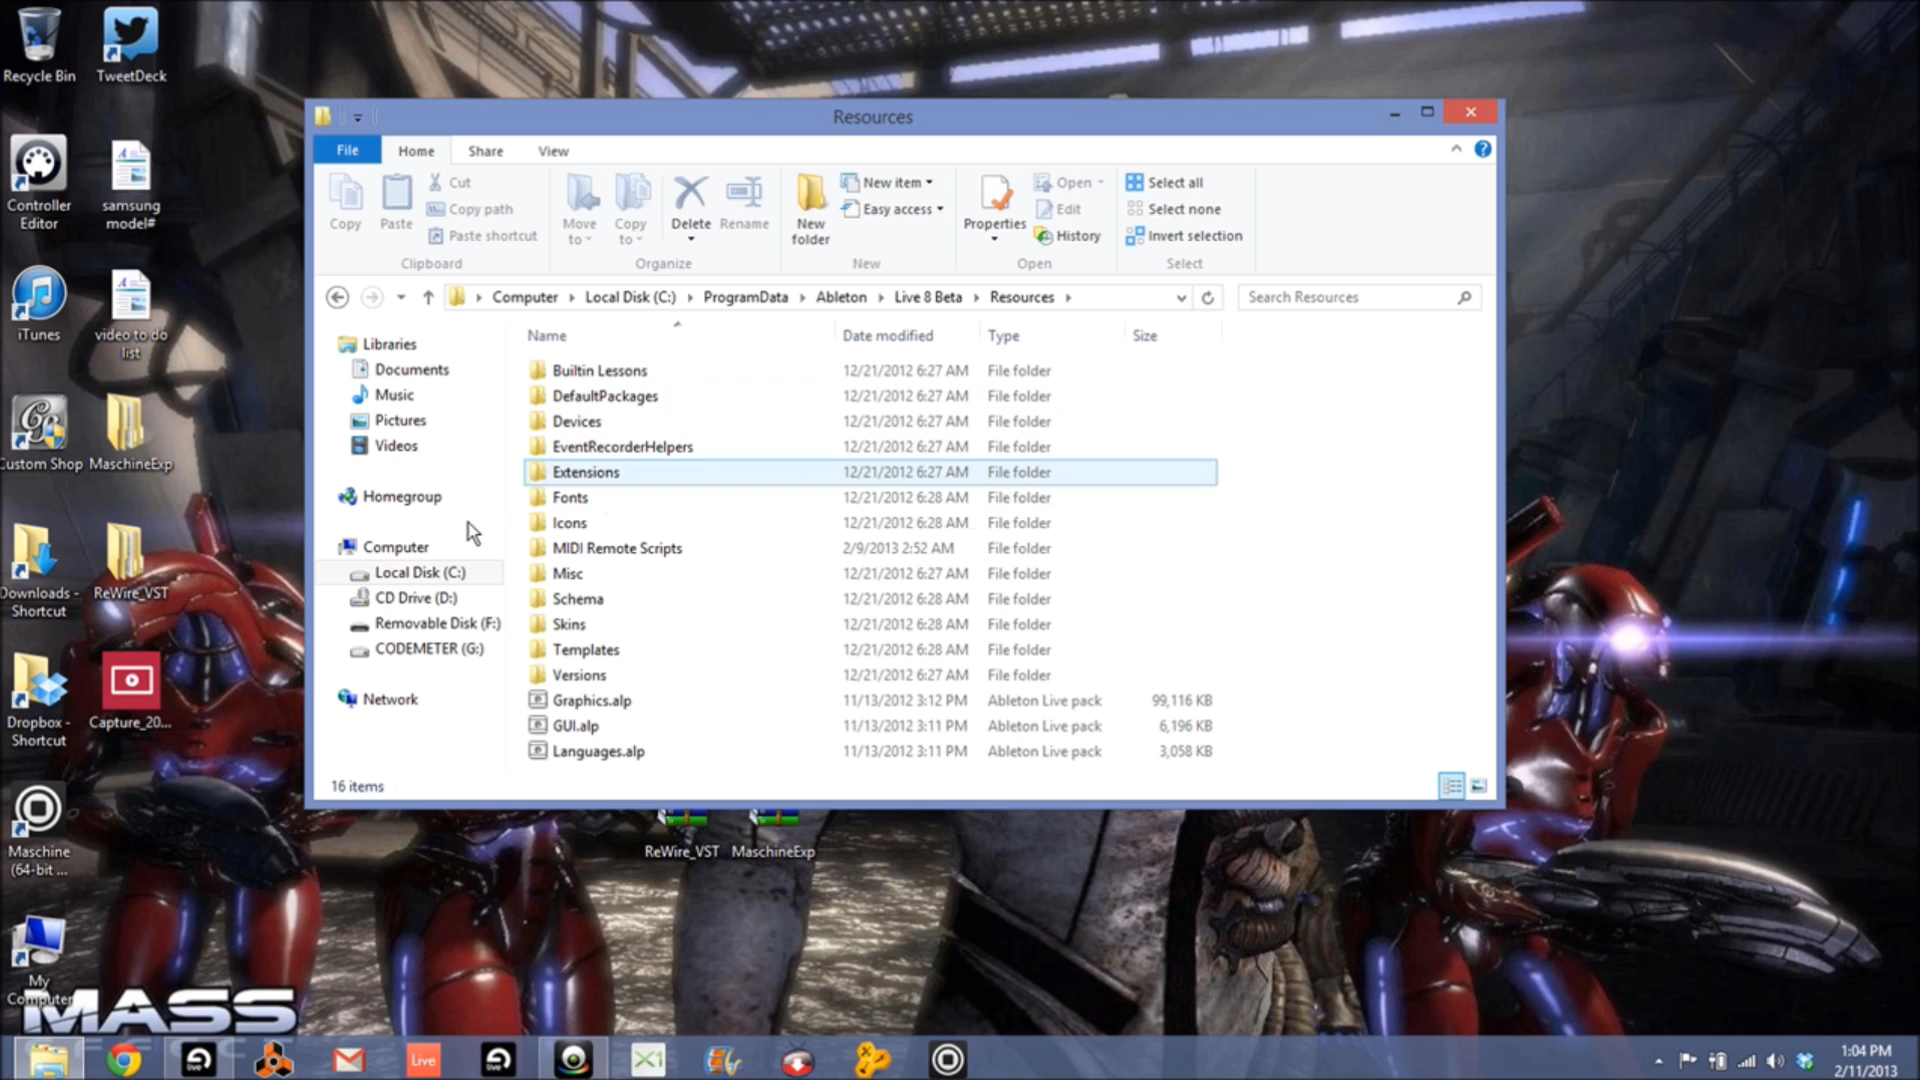 Recycle Bin
TweetDeck
Controller
Editor
samsung
model#
iTunes
video to do
list
Custom Shop
MaschineExp
Downloads -
Shortcut
ReWire_VST
Dropbox -
Shortcut
Capture_20...
Maschine
(64-bit ...
My
Computer
MASS
Resources
File
Home
Share
View
Copy
Paste
Cut
Copy path
Paste shortcut
Clipboard
Move
to
Copy
to
Delete
Rename
Organize
New
folder
New item
Easy access
New
Properties
Open
Edit
History
Open
Select all
Select none
Invert selection
Select
Computer
Local Disk (C:)
ProgramData
Ableton
Live 8 Beta
Resources
Search Resources
Libraries
Documents
Music
Pictures
Videos
Homegroup
Computer
Local Disk (C:)
CD Drive (D:)
Removable Disk (F:)
CODEMETER (G:)
Network
Name Date modified Type Size
Builtin Lessons 12/21/2012 6:27 AM File folder
DefaultPackages 12/21/2012 6:27 AM File folder
Devices 12/21/2012 6:27 AM File folder
EventRecorderHelpers 12/21/2012 6:27 AM File folder
Extensions 12/21/2012 6:27 AM File folder
Fonts 12/21/2012 6:28 AM File folder
Icons 12/21/2012 6:28 AM File folder
MIDI Remote Scripts 2/9/2013 2:52 AM File folder
Misc 12/21/2012 6:27 AM File folder
Schema 12/21/2012 6:28 AM File folder
Skins 12/21/2012 6:28 AM File folder
Templates 12/21/2012 6:28 AM File folder
Versions 12/21/2012 6:27 AM File folder
Graphics.alp 11/13/2012 3:12 PM Ableton Live pack 99,116 KB
GUI.alp 11/13/2012 3:11 PM Ableton Live pack 6,196 KB
Languages.alp 11/13/2012 3:11 PM Ableton Live pack 3,058 KB
16 items
ReWire_VST
MaschineExp
live
Live
live
X1
1:04 PM
2/11/2013